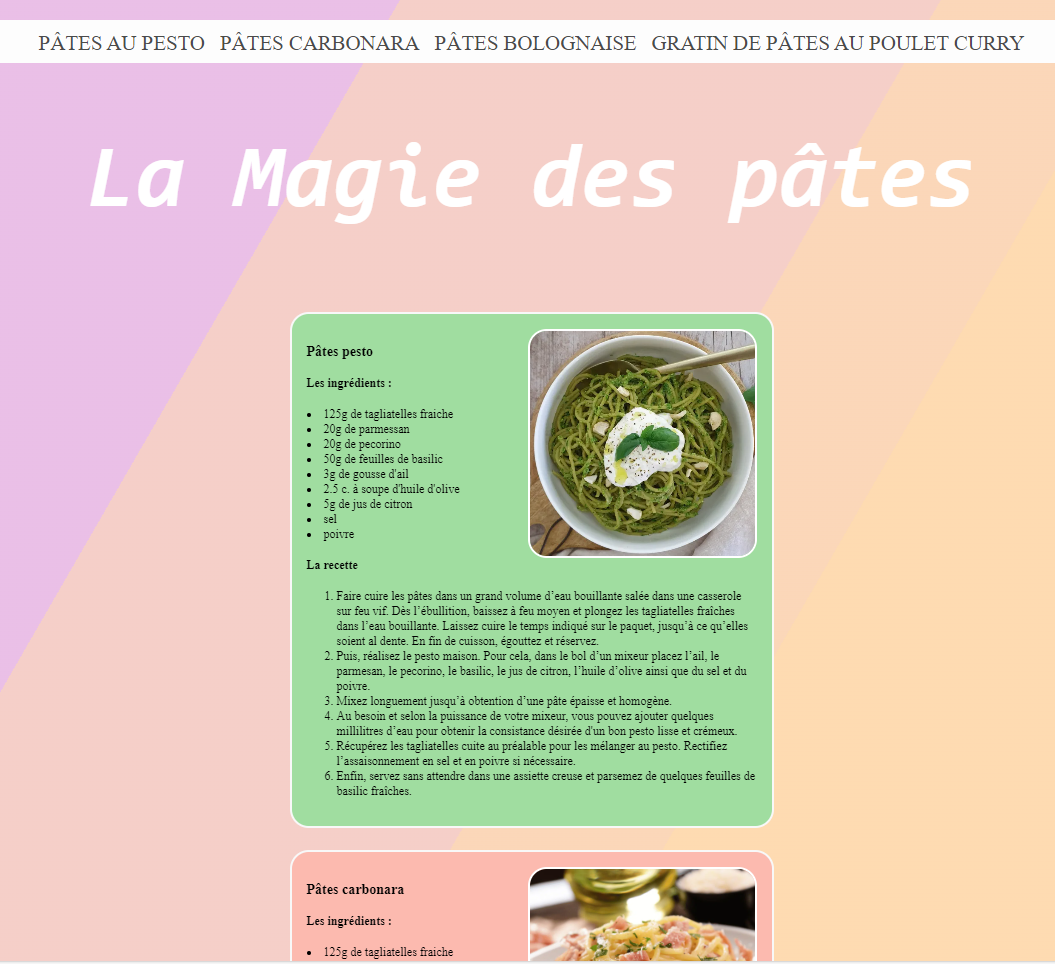 PÂTES AU PESTO PÂTES CARBONARA PÂTES BOLOGNAISE GRATIN DE PÂTES AU POULET CURRY
La Magie des pâtes
Pâtes pesto
Les ingrédients :
• 125g de tagliatelles fraiche
• 20g de parmessan
• 20g de pecorino
• 50g de feuilles de basilic
• 3g de gousse d'ail
• 2.5 c. à soupe d'huile d'olive
• 5g de jus de citron
• sel
• poivre
La recette
1. Faire cuire les pâtes dans un grand volume d’eau bouillante salée dans une casserole
sur feu vif. Dès l’ébullition, baissez à feu moyen et plongez les tagliatelles fraîches
dans l’eau bouillante. Laissez cuire le temps indiqué sur le paquet, jusqu’à ce qu’elles
soient al dente. En fin de cuisson, égouttez et réservez.
2. Puis, réalisez le pesto maison. Pour cela, dans le bol d’un mixeur placez l’ail, le
parmesan, le pecorino, le basilic, le jus de citron, l’huile d’olive ainsi que du sel et du
poivre.
3. Mixez longuement jusqu’à obtention d’une pâte épaisse et homogène.
4. Au besoin et selon la puissance de votre mixeur, vous pouvez ajouter quelques
millilitres d’eau pour obtenir la consistance désirée d'un bon pesto lisse et crémeux.
5. Récupérez les tagliatelles cuite au préalable pour les mélanger au pesto. Rectifiez
l’assaisonnement en sel et en poivre si nécessaire.
6. Enfin, servez sans attendre dans une assiette creuse et parsemez de quelques feuilles de
basilic fraîches.
Pâtes carbonara
Les ingrédients :
• 125g de tagliatelles fraiche